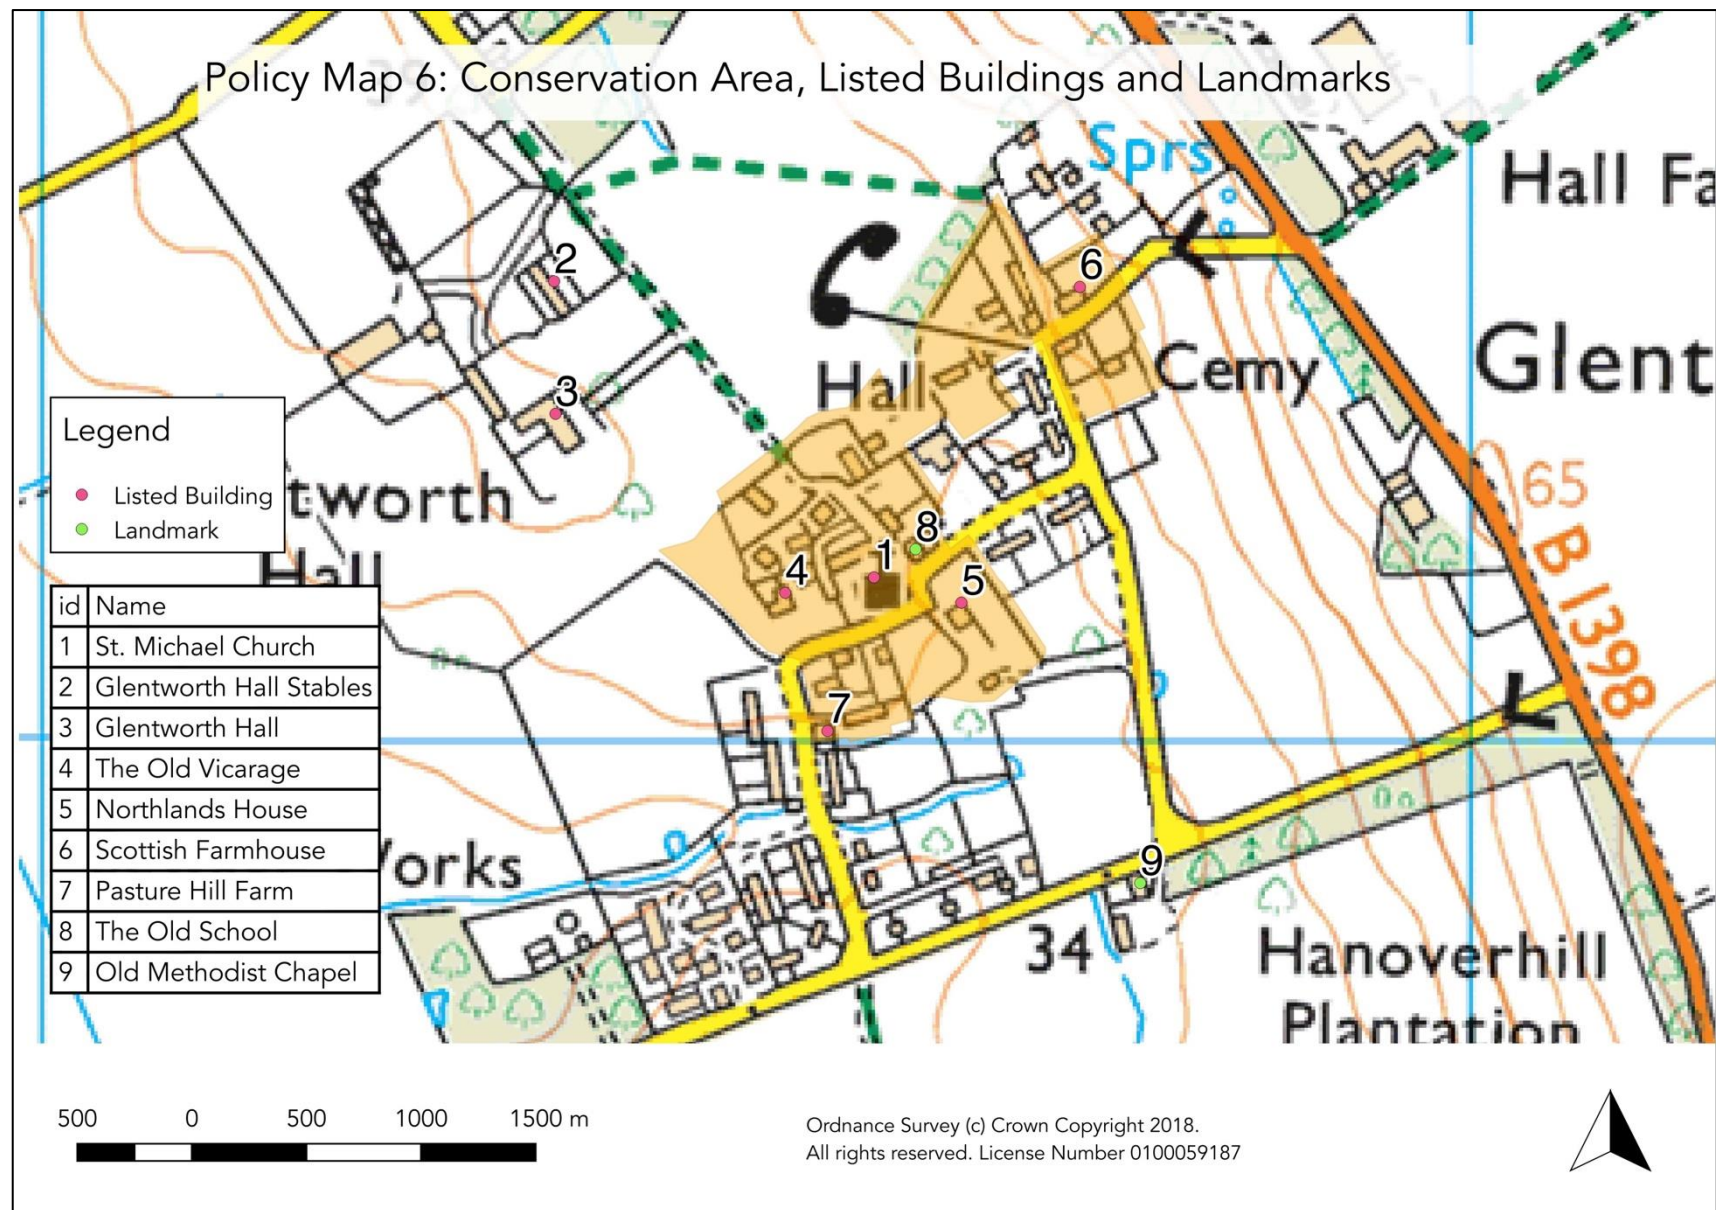 Policy Map 6: Conservation Area, Listed Buildings and Landmarks
Sprs
Hall Fa
2
6
Hall
Cemy
Glent
3
Legend
Listed Building
Landmark
tworth
Hall
65
B 1398
8
1
4
5
7
id Name
1 St. Michael Church
2 Glentworth Hall Stables
3 Glentworth Hall
4 The Old Vicarage
5 Northlands House
6 Scottish Farmhouse
7 Pasture Hill Farm
8 The Old School
9 Old Methodist Chapel
orks
9
34
Hanoverhill
Plantation
500 0 500 1000 1500 m
Ordnance Survey (c) Crown Copyright 2018.
All rights reserved. License Number 0100059187